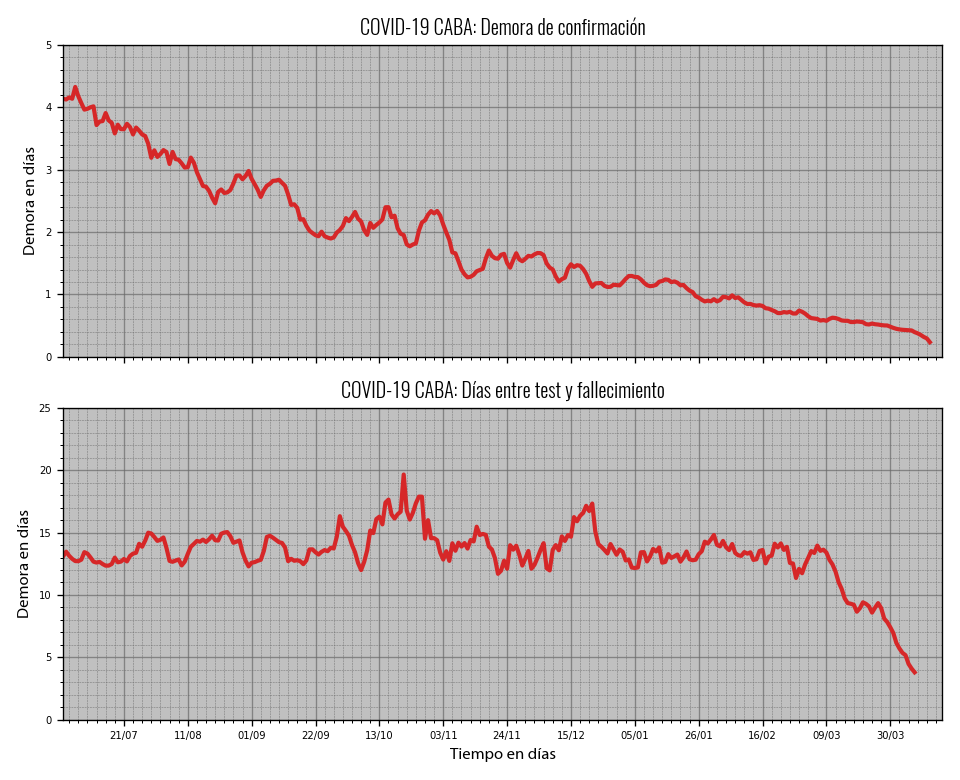 COVID-19 CABA: Demora de confirmación
5
4
3
2
1
0
Demora en días
COVID-19 CABA: Días entre test y fallecimiento
25
20
15
10
5
0
Demora en días
21/07 11/08 01/09 22/09 13/10 03/11 24/11 15/12 05/01 26/01 16/02 09/03 30/03
Tiempo en días